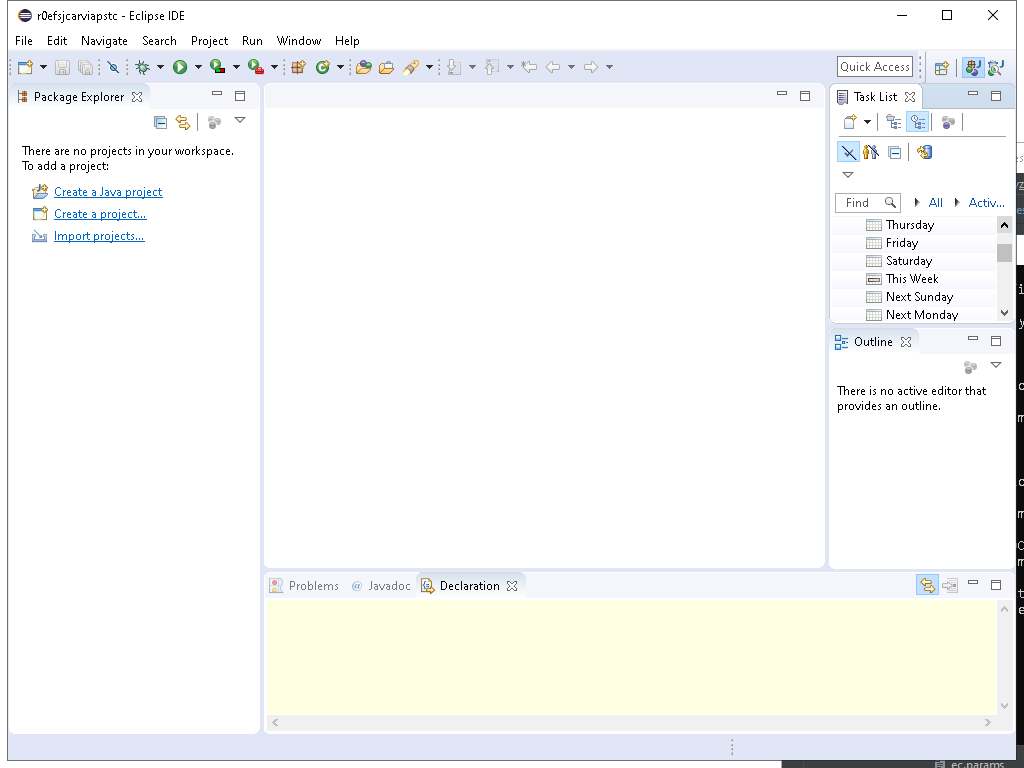 r0efsjcarviapstc - Eclipse IDE
File Edit Navigate Search Project Run Window Help
Quick Access
Package Explorer
There are no projects in your workspace.
To add a project:
Create a Java project
Create a project...
Import projects...
Task List
Find All Activ...
Thursday
Friday
Saturday
This Week
Next Sunday
Next Monday
Outline
There is no active editor that
provides an outline.
Problems @ Javadoc Declaration
ec.params